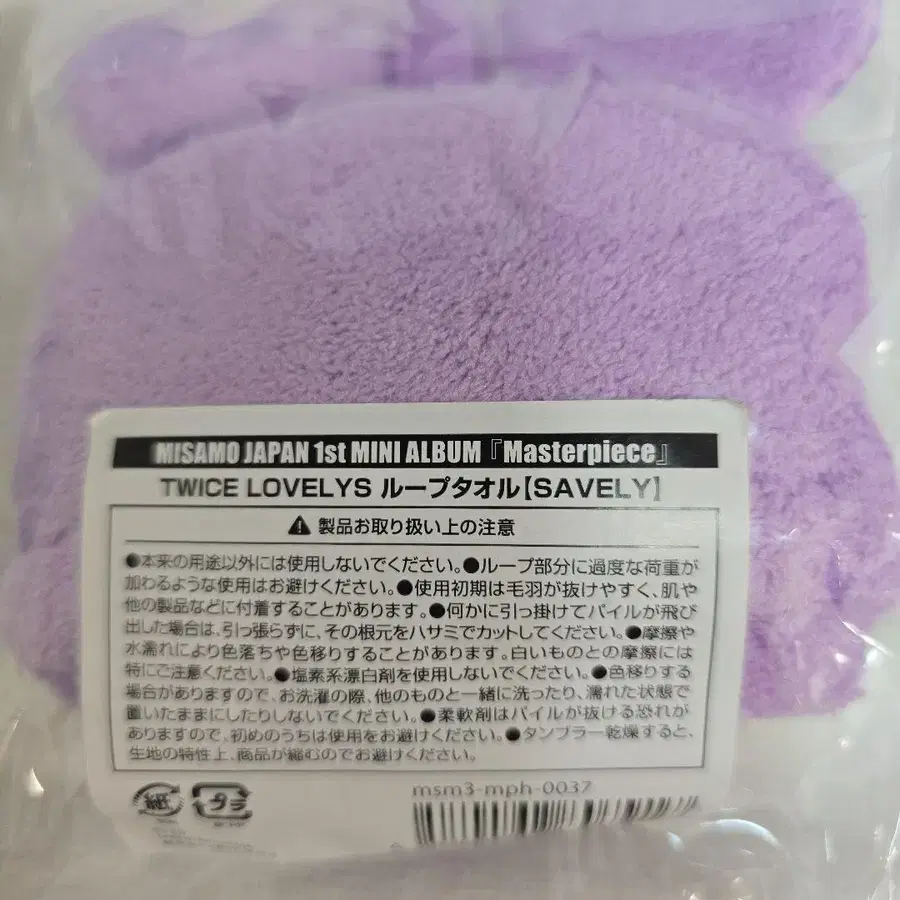 MISAMO JAPAN 1st MINI ALBUM『Masterpiece』
TWICE LOVELYS ループタオル【SAVELY】
⚠ 製品お取り扱い上の注意
●本来の用途以外には使用しないでください。●ループ部分に過度な荷重が
加わるような使用はお避けください。●使用初期は毛羽が抜けやすく、肌や
他の製品などに付着することがあります。●何かに引っ掛けてパイルが飛び
出した場合は、引っ張らずに、その根元をハサミでカットしてください。●摩擦や
水濡れにより色落ちや色移りすることがあります。白いものとの摩擦には
特にご注意ください。●塩素系漂白剤を使用しないでください。●色移りする
場合がありますので、お洗濯の際、他のものと一緒に洗ったり、濡れた状態で
置いたままにしたりしないでください。●柔軟剤はパイルが抜ける恐れが
ありますので、初めのうちは使用をお避けください。●タンブラー乾燥すると、
生地の特性上、商品が縮むのでお避けください。
紙 プラ
msm3-mph-0037